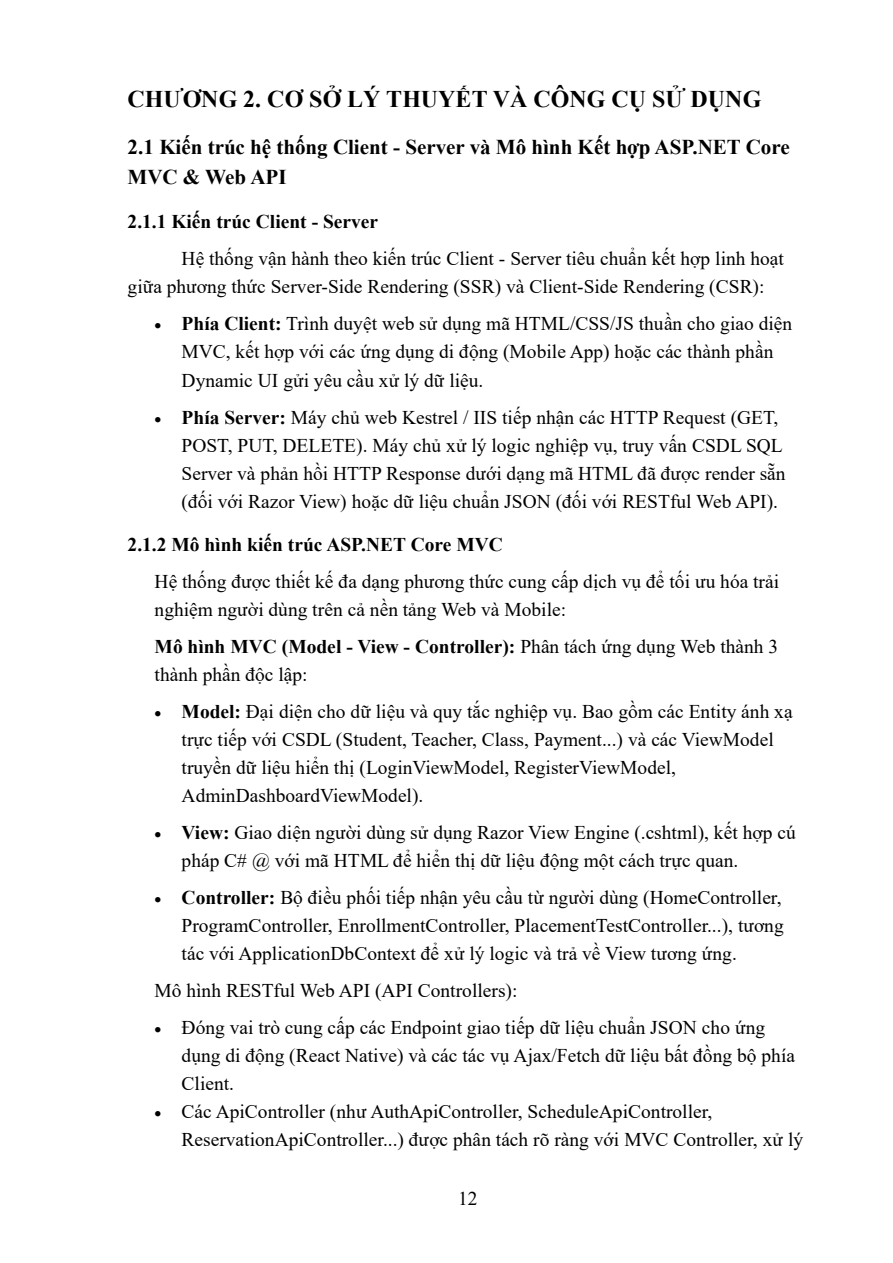 CHƯƠNG 2. CƠ SỞ LÝ THUYẾT VÀ CÔNG CỤ SỬ DỤNG
2.1 Kiến trúc hệ thống Client - Server và Mô hình Kết hợp ASP.NET Core
MVC & Web API
2.1.1 Kiến trúc Client - Server
Hệ thống vận hành theo kiến trúc Client - Server tiêu chuẩn kết hợp linh hoạt
giữa phương thức Server-Side Rendering (SSR) và Client-Side Rendering (CSR):
• Phía Client: Trình duyệt web sử dụng mã HTML/CSS/JS thuần cho giao diện
MVC, kết hợp với các ứng dụng di động (Mobile App) hoặc các thành phần
Dynamic UI gửi yêu cầu xử lý dữ liệu.
• Phía Server: Máy chủ web Kestrel / IIS tiếp nhận các HTTP Request (GET,
POST, PUT, DELETE). Máy chủ xử lý logic nghiệp vụ, truy vấn CSDL SQL
Server và phản hồi HTTP Response dưới dạng mã HTML đã được render sẵn
(đối với Razor View) hoặc dữ liệu chuẩn JSON (đối với RESTful Web API).
2.1.2 Mô hình kiến trúc ASP.NET Core MVC
Hệ thống được thiết kế đa dạng phương thức cung cấp dịch vụ để tối ưu hóa trải
nghiệm người dùng trên cả nền tảng Web và Mobile:
Mô hình MVC (Model - View - Controller): Phân tách ứng dụng Web thành 3
thành phần độc lập:
• Model: Đại diện cho dữ liệu và quy tắc nghiệp vụ. Bao gồm các Entity ánh xạ
trực tiếp với CSDL (Student, Teacher, Class, Payment...) và các ViewModel
truyền dữ liệu hiển thị (LoginViewModel, RegisterViewModel,
AdminDashboardViewModel).
• View: Giao diện người dùng sử dụng Razor View Engine (.cshtml), kết hợp cú
pháp C# @ với mã HTML để hiển thị dữ liệu động một cách trực quan.
• Controller: Bộ điều phối tiếp nhận yêu cầu từ người dùng (HomeController,
ProgramController, EnrollmentController, PlacementTestController...), tương
tác với ApplicationDbContext để xử lý logic và trả về View tương ứng.
Mô hình RESTful Web API (API Controllers):
• Đóng vai trò cung cấp các Endpoint giao tiếp dữ liệu chuẩn JSON cho ứng
dụng di động (React Native) và các tác vụ Ajax/Fetch dữ liệu bất đồng bộ phía
Client.
• Các ApiController (như AuthApiController, ScheduleApiController,
ReservationApiController...) được phân tách rõ ràng với MVC Controller, xử lý
12